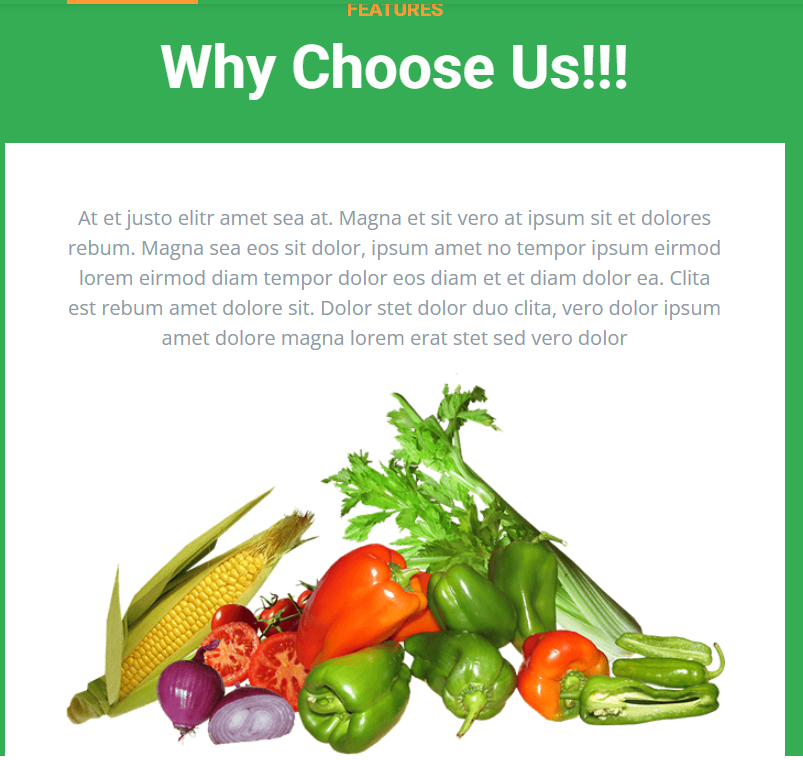 FEATURES
Why Choose Us!!!
At et justo elitr amet sea at. Magna et sit vero at ipsum sit et dolores
rebum. Magna sea eos sit dolor, ipsum amet no tempor ipsum eirmod
lorem eirmod diam tempor dolor eos diam et et diam dolor ea. Clita
est rebum amet dolore sit. Dolor stet dolor duo clita, vero dolor ipsum
amet dolore magna lorem erat stet sed vero dolor